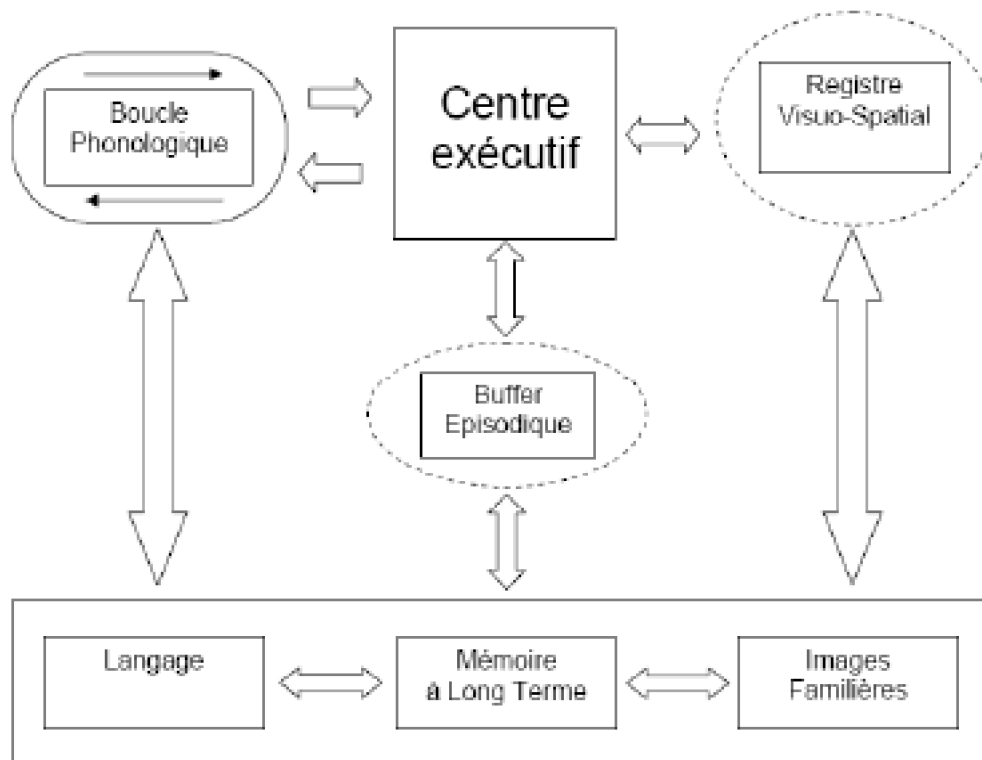 Boucle
Phonologique
Centre
exécutif
Registre
Visuo-Spatial
Buffer
Episodique
Langage
Mémoire
à Long Terme
Images
Familières